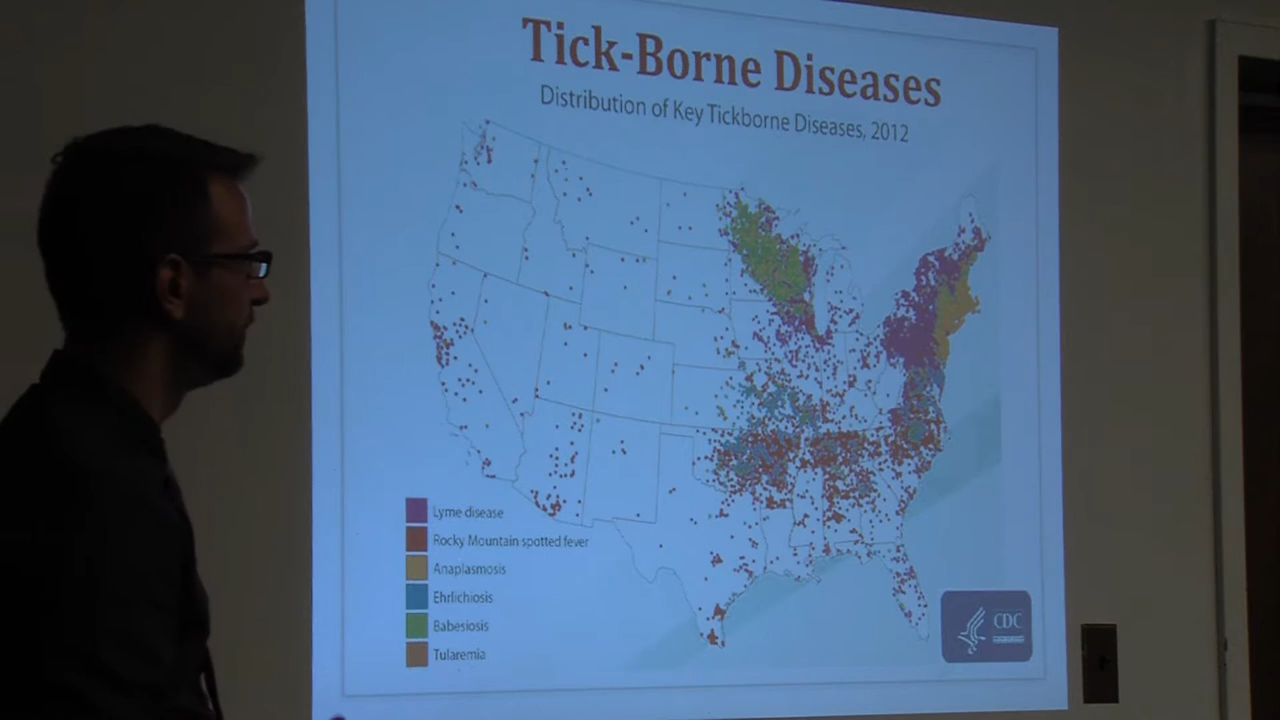 Tick-Borne Diseases
Distribution of Key Tickborne Diseases, 2012
Lyme disease
Rocky Mountain spotted fever
Anaplasmosis
Ehrlichiosis
Babesiosis
Tularemia
CDC